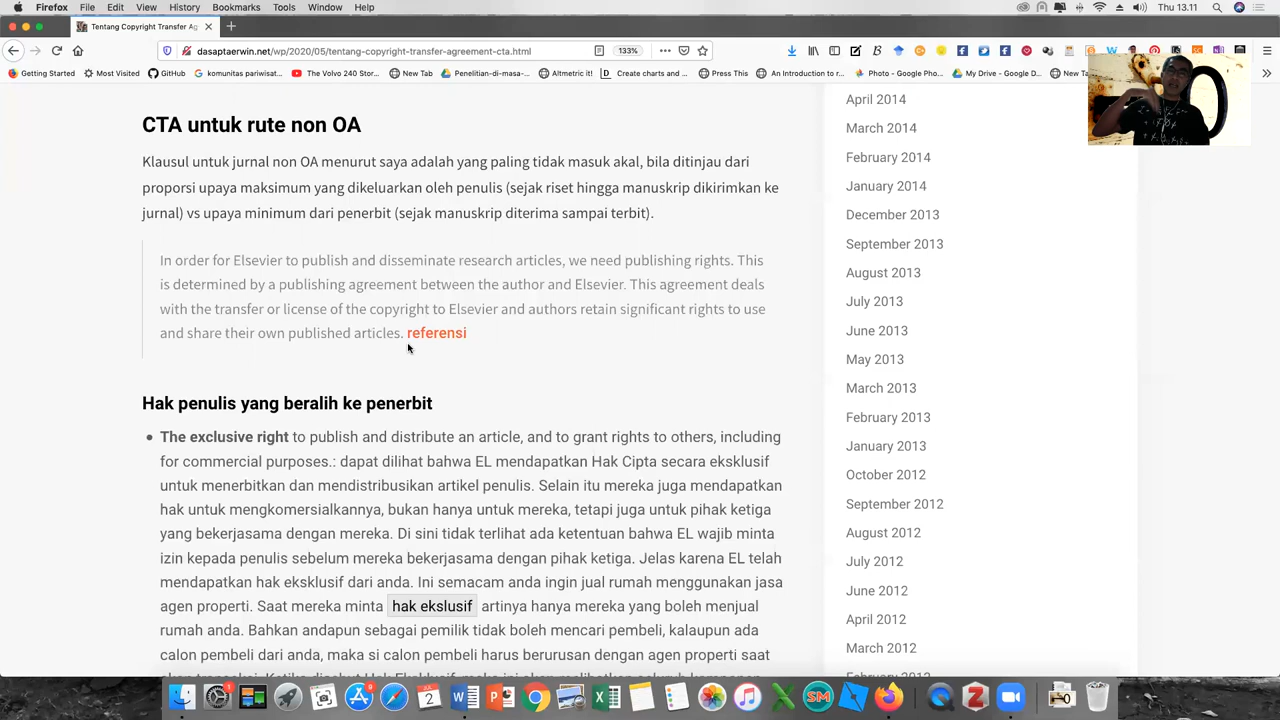 Firefox File Edit View History Bookmarks Tools Window Help Thu 13.11
Tentang Copyright Transfer Ag
dasaptaerwin.net/wp/2020/05/tentang-copyright-transfer-agreement-cta.html 133%
Getting Started Most Visited GitHub komunitas pariwisat... The Volvo 240 Stor... New Tab Penelitian-di-masa-... Altmetric it! Create charts and ... Press This An Introduction to r... Photo - Google Pho... My Drive - Google D... New Ta
CTA untuk rute non OA
Klausul untuk jurnal non OA menurut saya adalah yang paling tidak masuk akal, bila ditinjau dari
proporsi upaya maksimum yang dikeluarkan oleh penulis (sejak riset hingga manuskrip dikirimkan ke
jurnal) vs upaya minimum dari penerbit (sejak manuskrip diterima sampai terbit).
In order for Elsevier to publish and disseminate research articles, we need publishing rights. This
is determined by a publishing agreement between the author and Elsevier. This agreement deals
with the transfer or license of the copyright to Elsevier and authors retain significant rights to use
and share their own published articles. referensi
Hak penulis yang beralih ke penerbit
The exclusive right to publish and distribute an article, and to grant rights to others, including
for commercial purposes.: dapat dilihat bahwa EL mendapatkan Hak Cipta secara eksklusif
untuk menerbitkan dan mendistribusikan artikel penulis. Selain itu mereka juga mendapatkan
hak untuk mengkomersialkannya, bukan hanya untuk mereka, tetapi juga untuk pihak ketiga
yang bekerjasama dengan mereka. Di sini tidak terlihat ada ketentuan bahwa EL wajib minta
izin kepada penulis sebelum mereka bekerjasama dengan pihak ketiga. Jelas karena EL telah
mendapatkan hak eksklusif dari anda. Ini semacam anda ingin jual rumah menggunakan jasa
agen properti. Saat mereka minta hak ekslusif artinya hanya mereka yang boleh menjual
rumah anda. Bahkan andapun sebagai pemilik tidak boleh mencari pembeli, kalaupun ada
calon pembeli dari anda, maka si calon pembeli harus berurusan dengan agen properti saat
April 2014
March 2014
February 2014
January 2014
December 2013
September 2013
August 2013
July 2013
June 2013
May 2013
March 2013
February 2013
January 2013
October 2012
September 2012
August 2012
July 2012
June 2012
April 2012
March 2012
February 2012